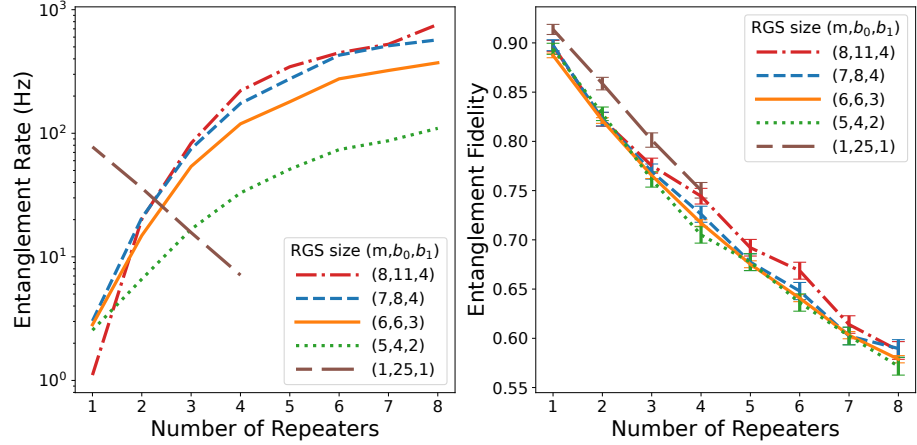 Entanglement Rate (Hz)
10³
10²
10¹
10⁰
1 2 3 4 5 6 7 8
Number of Repeaters
RGS size (m,b₀,b₁)
(8,11,4)
(7,8,4)
(6,6,3)
(5,4,2)
(1,25,1)
Entanglement Fidelity
0.90
0.85
0.80
0.75
0.70
0.65
0.60
0.55
1 2 3 4 5 6 7 8
Number of Repeaters
RGS size (m,b₀,b₁)
(8,11,4)
(7,8,4)
(6,6,3)
(5,4,2)
(1,25,1)